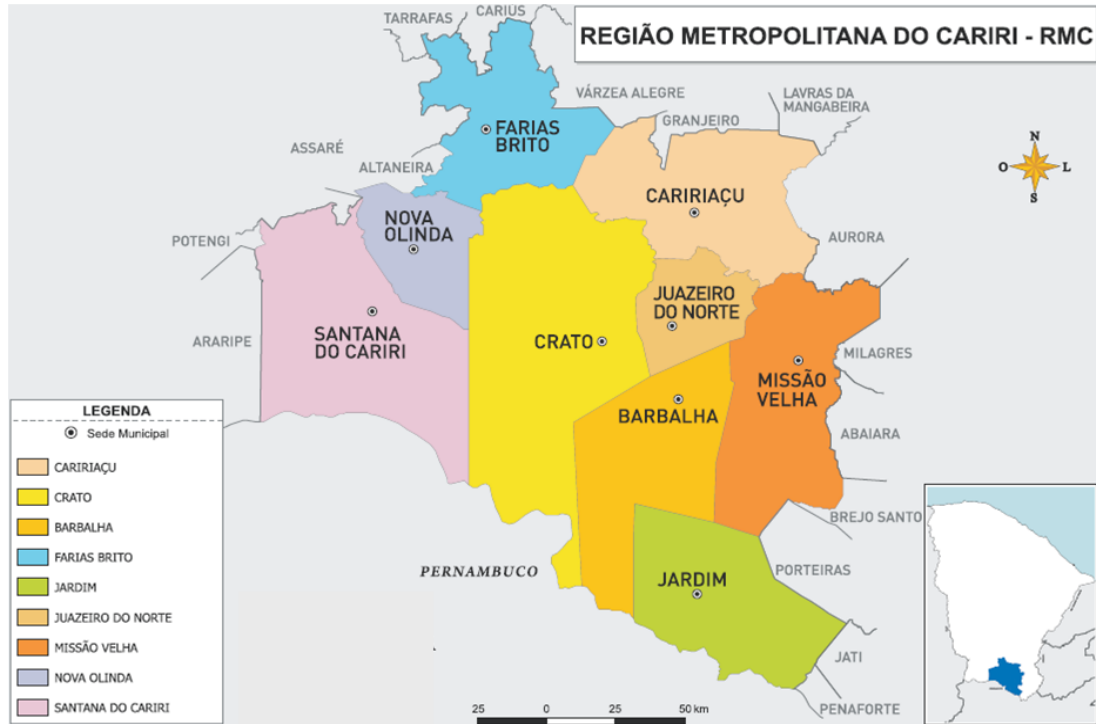 REGIÃO METROPOLITANA DO CARIRI - RMC
TARRAFAS
CARIUS
VÁRZEA ALEGRE
LAVRAS DA
MANGABEIRA
GRANJEIRO
FARIAS
BRITO
ASSARÉ
ALTANEIRA
N
O
L
S
CARIRIAÇU
NOVA
OLINDA
POTENGI
AURORA
JUAZEIRO
DO NORTE
SANTANA
DO CARIRI
ARARIPE
CRATO
MILAGRES
MISSÃO
VELHA
BARBALHA
ABAIARA
BREJO SANTO
PERNAMBUCO
JARDIM
PORTEIRAS
JATI
PENAFORTE
LEGENDA
Sede Municipal
CARIRIAÇU
CRATO
BARBALHA
FARIAS BRITO
JARDIM
JUAZEIRO DO NORTE
MISSÃO VELHA
NOVA OLINDA
SANTANA DO CARIRI
25 0 25 50 km